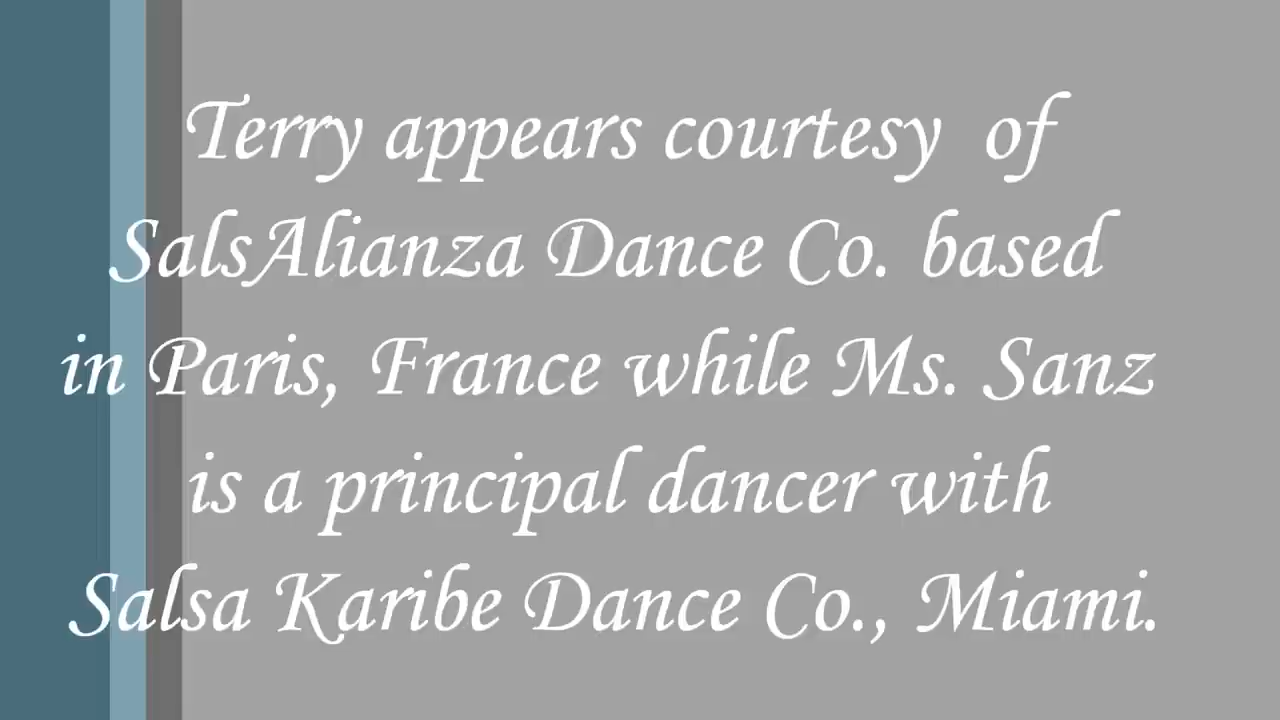 Terry appears courtesy of
SalsAlianza Dance Co. based
in Paris, France while Ms. Sanz
is a principal dancer with
Salsa Karibe Dance Co., Miami.